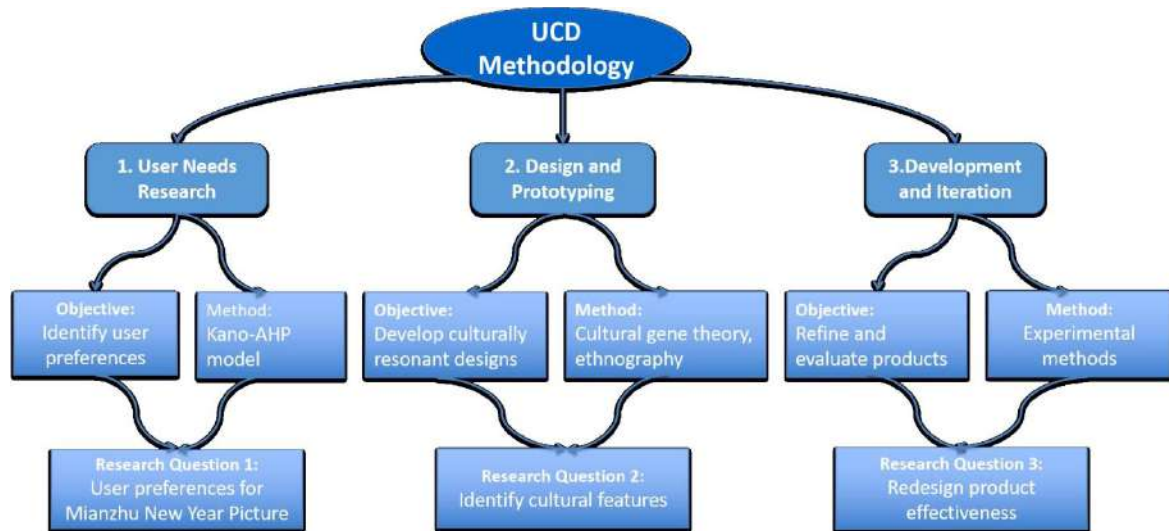 UCD
Methodology
1. User Needs
Research
2. Design and
Prototyping
3.Development
and Iteration
Objective:
Identify user
preferences
Method:
Kano-AHP
model
Objective:
Develop culturally
resonant designs
Method:
Cultural gene theory,
ethnography
Objective:
Refine and
evaluate products
Method:
Experimental
methods
Research Question 1:
User preferences for
Mianzhu New Year Picture
Research Question 2:
Identify cultural features
Research Question 3:
Redesign product
effectiveness